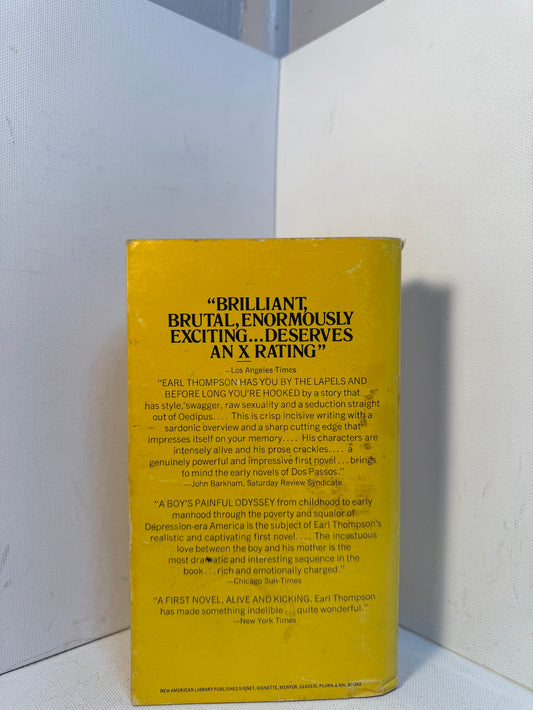 “BRILLIANT,
BRUTAL, ENORMOUSLY
EXCITING...DESERVES
AN X RATING”
—Los Angeles Times
“EARL THOMPSON HAS YOU BY THE LAPELS AND
BEFORE LONG YOU’RE HOOKED by a story that
has style, swagger, raw sexuality and a seduction straight
out of Oedipus.... This is crisp incisive writing with a
sardonic overview and a sharp cutting edge that
impresses itself on your memory.... His characters are
intensely alive and his prose crackles.... a
genuinely powerful and impressive first novel...brings
to mind the early novels of Dos Passos.”
—John Barkham, Saturday Review Syndicate
“A BOY’S PAINFUL ODYSSEY from childhood to early
manhood through the poverty and squalor of
Depression-era America is the subject of Earl Thompson’s
realistic and captivating first novel.... The incestuous
love between the boy and his mother is the
most dramatic and interesting sequence in the
book...rich and emotionally charged.”
—Chicago Sun-Times
“A FIRST NOVEL, ALIVE AND KICKING. Earl Thompson
has made something indelible...quite wonderful.”
—New York Times
NEW AMERICAN LIBRARY PUBLISHES SIGNET, SIGNETTE, MENTOR, CLASSIC, PLUME & NAL BOOKS